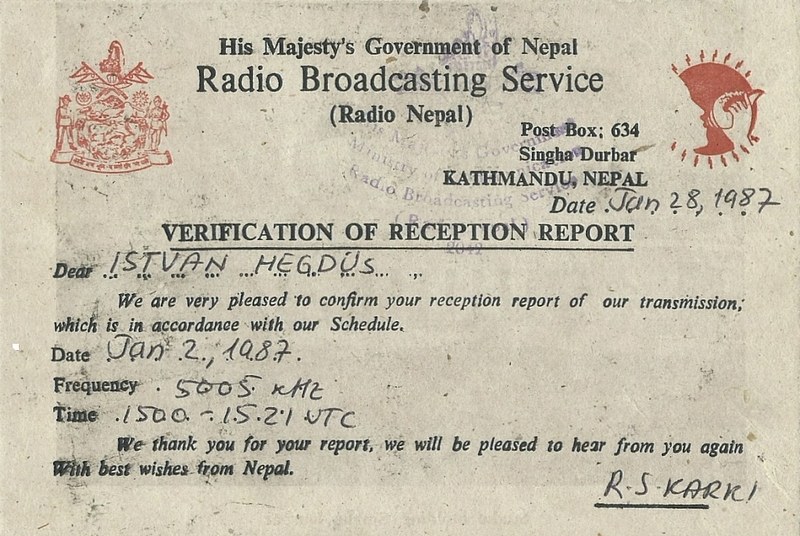 His Majesty's Government of Nepal
Radio Broadcasting Service
(Radio Nepal)
Post Box; 634
Singha Durbar
KATHMANDU, NEPAL
Date Jan 28, 1987
VERIFICATION OF RECEPTION REPORT
Dear ISTVAN HEGDÜS
We are very pleased to confirm your reception report of our transmission;
which is in accordance with our Schedule.
Date Jan 2., 1987.
Frequency 5005 kHz
Time 1500 - 15.21 UTC
We thank you for your report, we will be pleased to hear from you again
With best wishes from Nepal.
R.S. KARKI